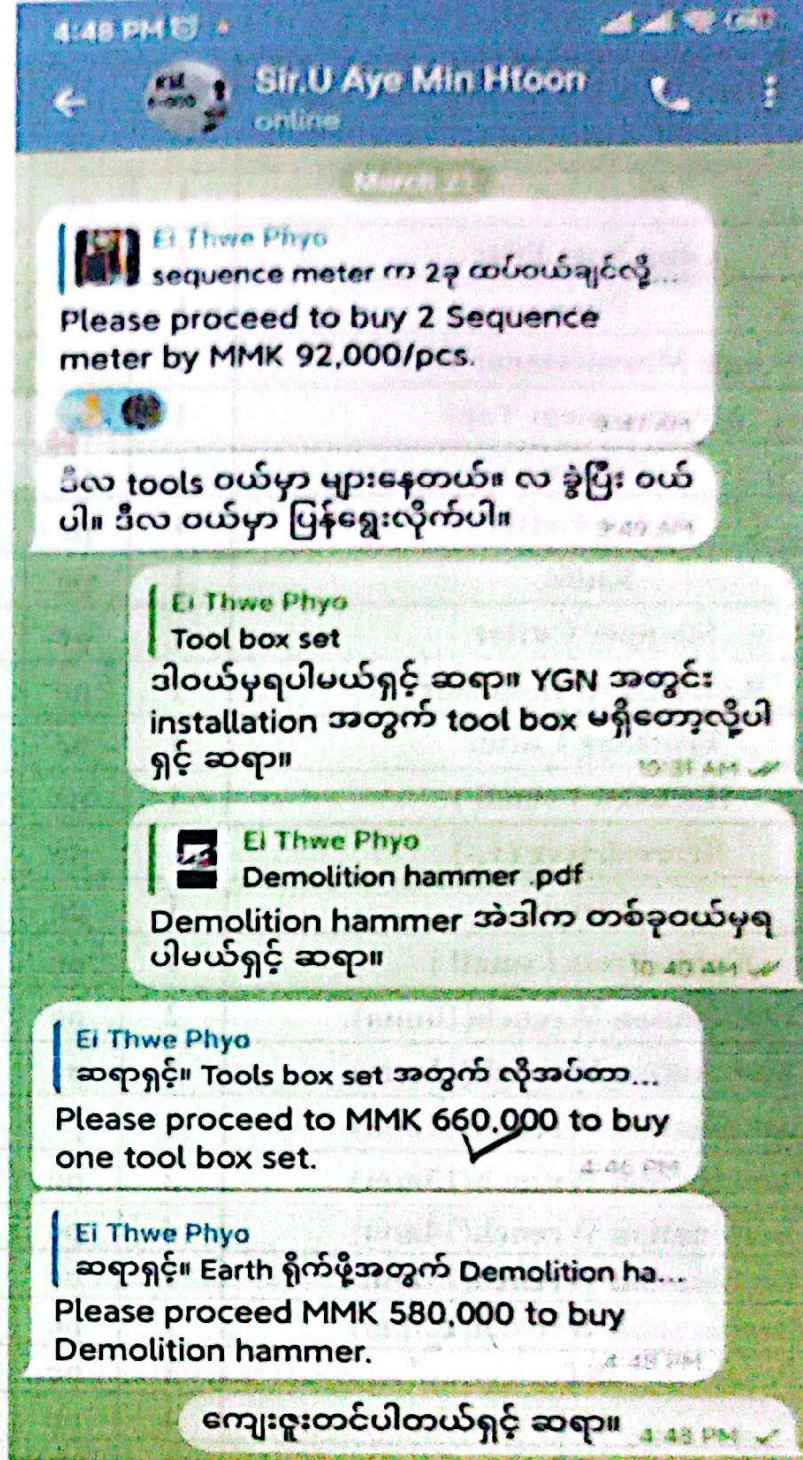 4:48 PM
Sir.U Aye Min Htoon
online
March 21
Ei Thwe Phyo
sequence meter က 2ခု ထပ်ဝယ်ချင်လို့...
Please proceed to buy 2 Sequence
meter by MMK 92,000/pcs.
9:47 AM
ဒီလ tools ဝယ်မှာ များနေတယ်။ လ ခွဲပြီး ဝယ်
ပါ။ ဒီလ ဝယ်မှာ ပြန်ရွေးလိုက်ပါ။
9:49 AM
Ei Thwe Phyo
Tool box set
ဒါဝယ်မှရပါမယ်ရှင့် ဆရာ။ YGN အတွင်း
installation အတွက် tool box မရှိတော့လို့ပါ
ရှင့် ဆရာ။
10:31 AM
Ei Thwe Phyo
Demolition hammer .pdf
Demolition hammer အဲဒါက တစ်ခုဝယ်မှရ
ပါမယ်ရှင့် ဆရာ။
10:40 AM
Ei Thwe Phyo
ဆရာရှင့်။ Tools box set အတွက် လိုအပ်တာ...
Please proceed to MMK 660,000 to buy
one tool box set.
4:46 PM
Ei Thwe Phyo
ဆရာရှင့်။ Earth ရိုက်ဖို့အတွက် Demolition ha...
Please proceed MMK 580,000 to buy
Demolition hammer.
4:48 PM
ကျေးဇူးတင်ပါတယ်ရှင့် ဆရာ။
4:48 PM